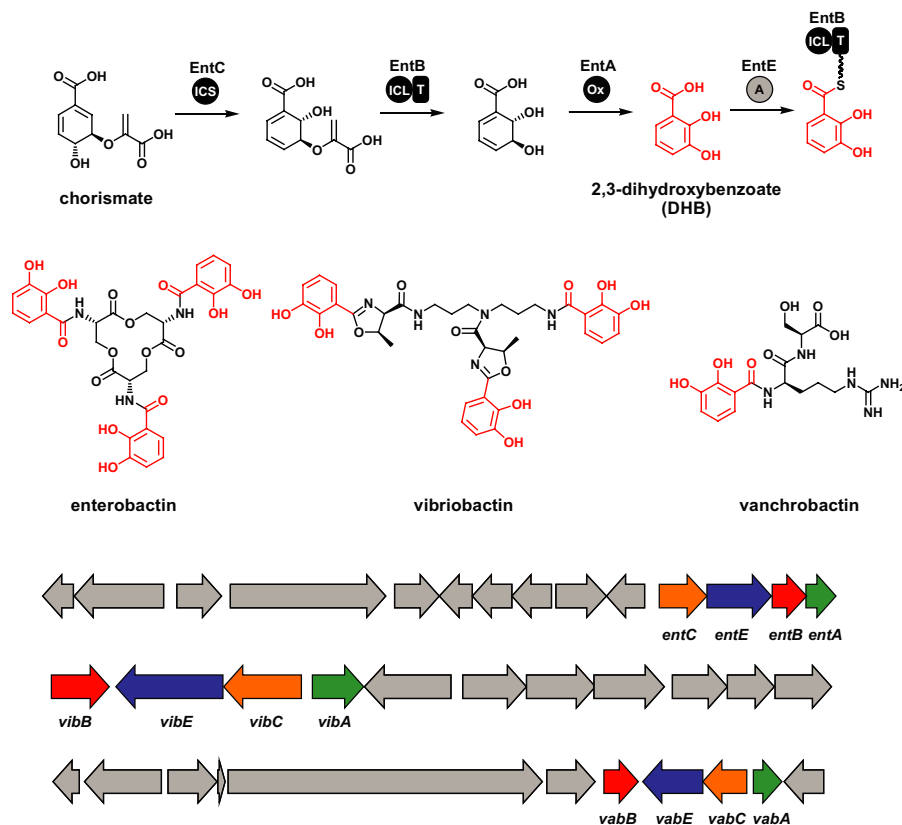 EntB
ICL T
EntC
ICS
EntB
ICL T
EntA
Ox
EntE
A
chorismate
2,3-dihydroxybenzoate
(DHB)
enterobactin
vibriobactin
vanchrobactin
entC entE entB entA
vibB vibE vibC vibA
vabB vabE vabC vabA